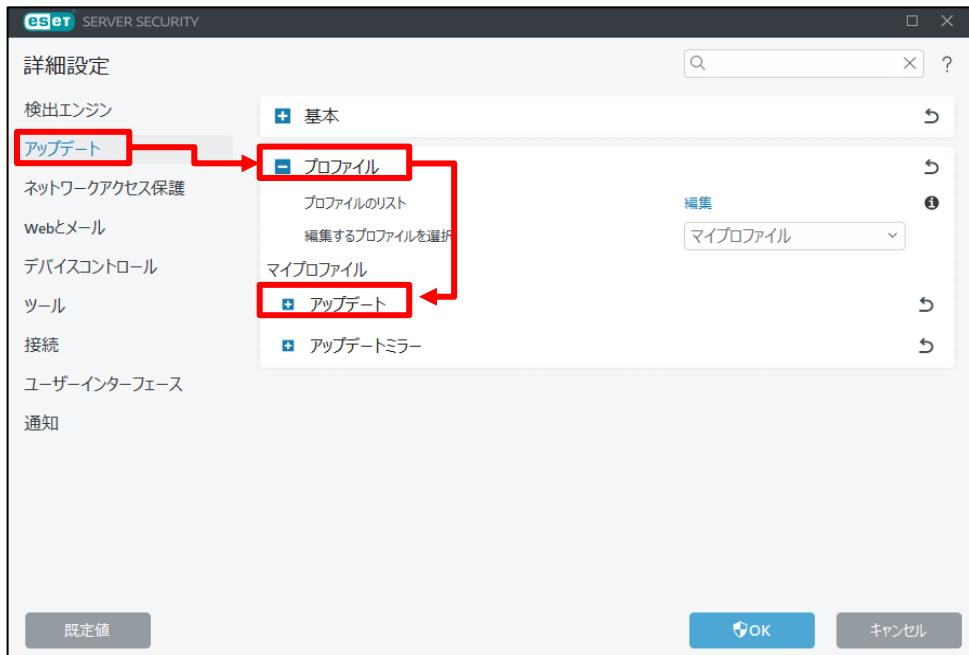 eset SERVER SECURITY
詳細設定
?
検出エンジン
基本
アップデート
プロファイル
ネットワークアクセス保護
プロファイルのリスト
編集
Webとメール
編集するプロファイルを選択
マイプロファイル
デバイスコントロール
マイプロファイル
ツール
アップデート
接続
アップデートミラー
ユーザーインターフェース
通知
既定値
OK
キャンセル